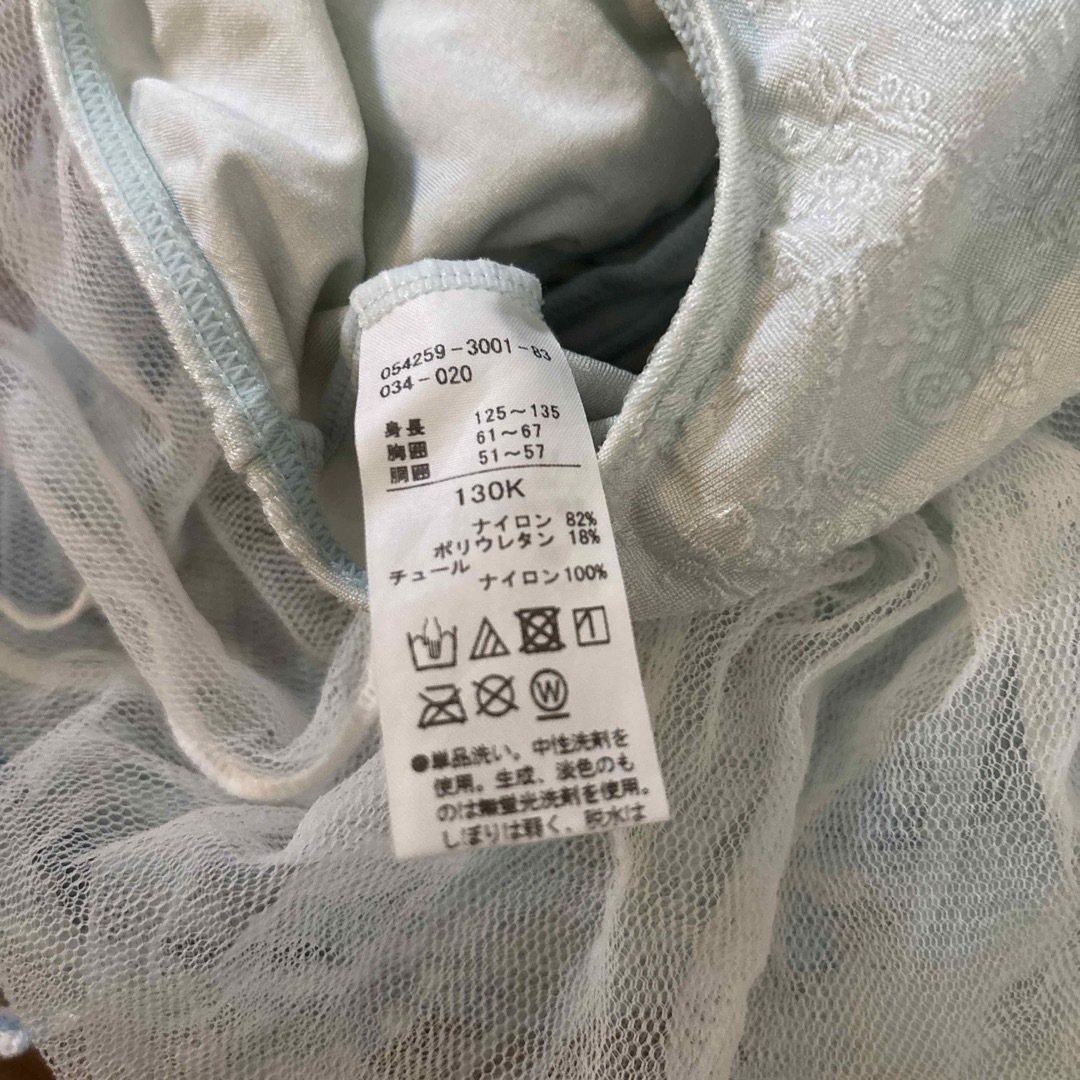 054259-3001-83
034-020
身長 125～135
胸囲 61～67
胴囲 51～57
130K
ナイロン 82%
ポリウレタン 18%
チュール ナイロン100%
W
●単品洗い。中性洗剤を
使用。生成、淡色のも
のは無蛍光洗剤を使用。
しぼりは弱く、脱水は